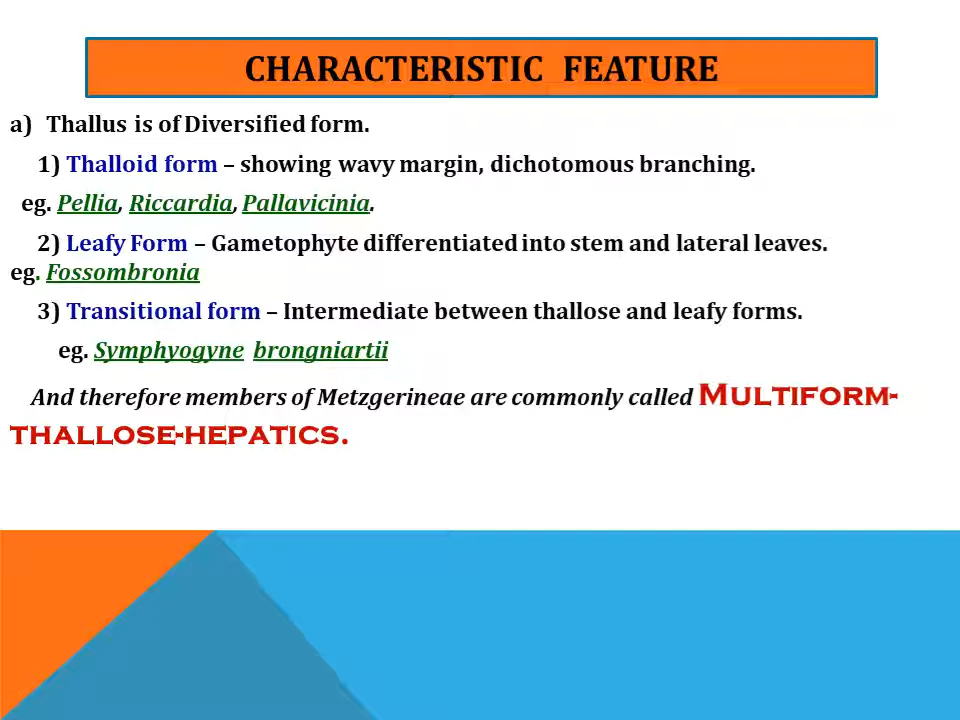 CHARACTERISTIC FEATURE
a) Thallus is of Diversified form.
1) Thalloid form – showing wavy margin, dichotomous branching.
eg. Pellia, Riccardia, Pallavicinia.
2) Leafy Form – Gametophyte differentiated into stem and lateral leaves.
eg. Fossombronia
3) Transitional form – Intermediate between thallose and leafy forms.
eg. Symphyogyne brongniartii
And therefore members of Metzgerineae are commonly called Multiform-
thallose-hepatics.